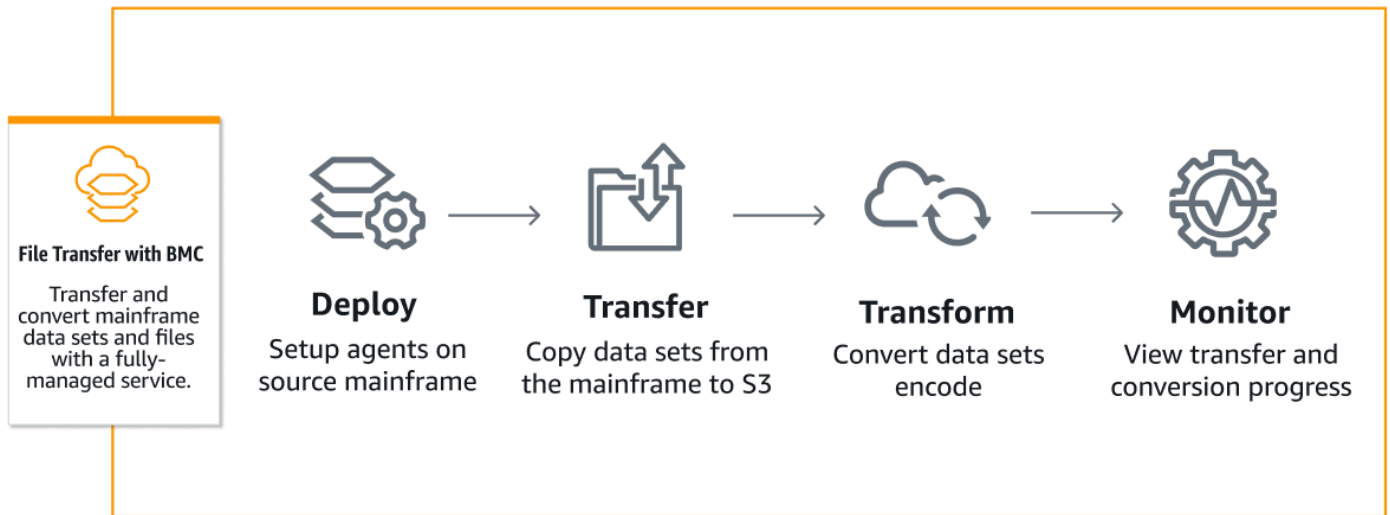 File Transfer with BMC
Transfer and
convert mainframe
data sets and files
with a fully-
managed service.
Deploy
Setup agents on
source mainframe
Transfer
Copy data sets from
the mainframe to S3
Transform
Convert data sets
encode
Monitor
View transfer and
conversion progress